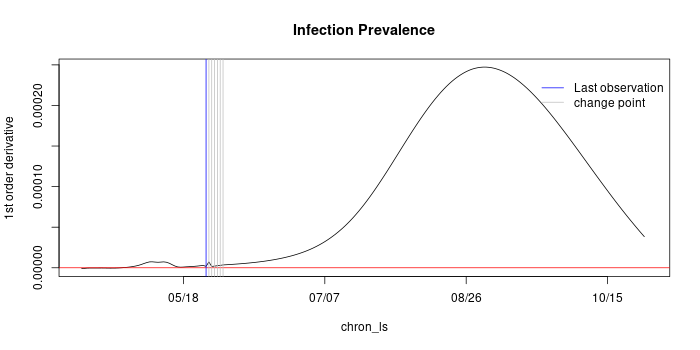 Infection Prevalence
1st order derivative
0.00020
0.00010
0.00000
Last observation
change point
05/18 07/07 08/26 10/15
chron_ls